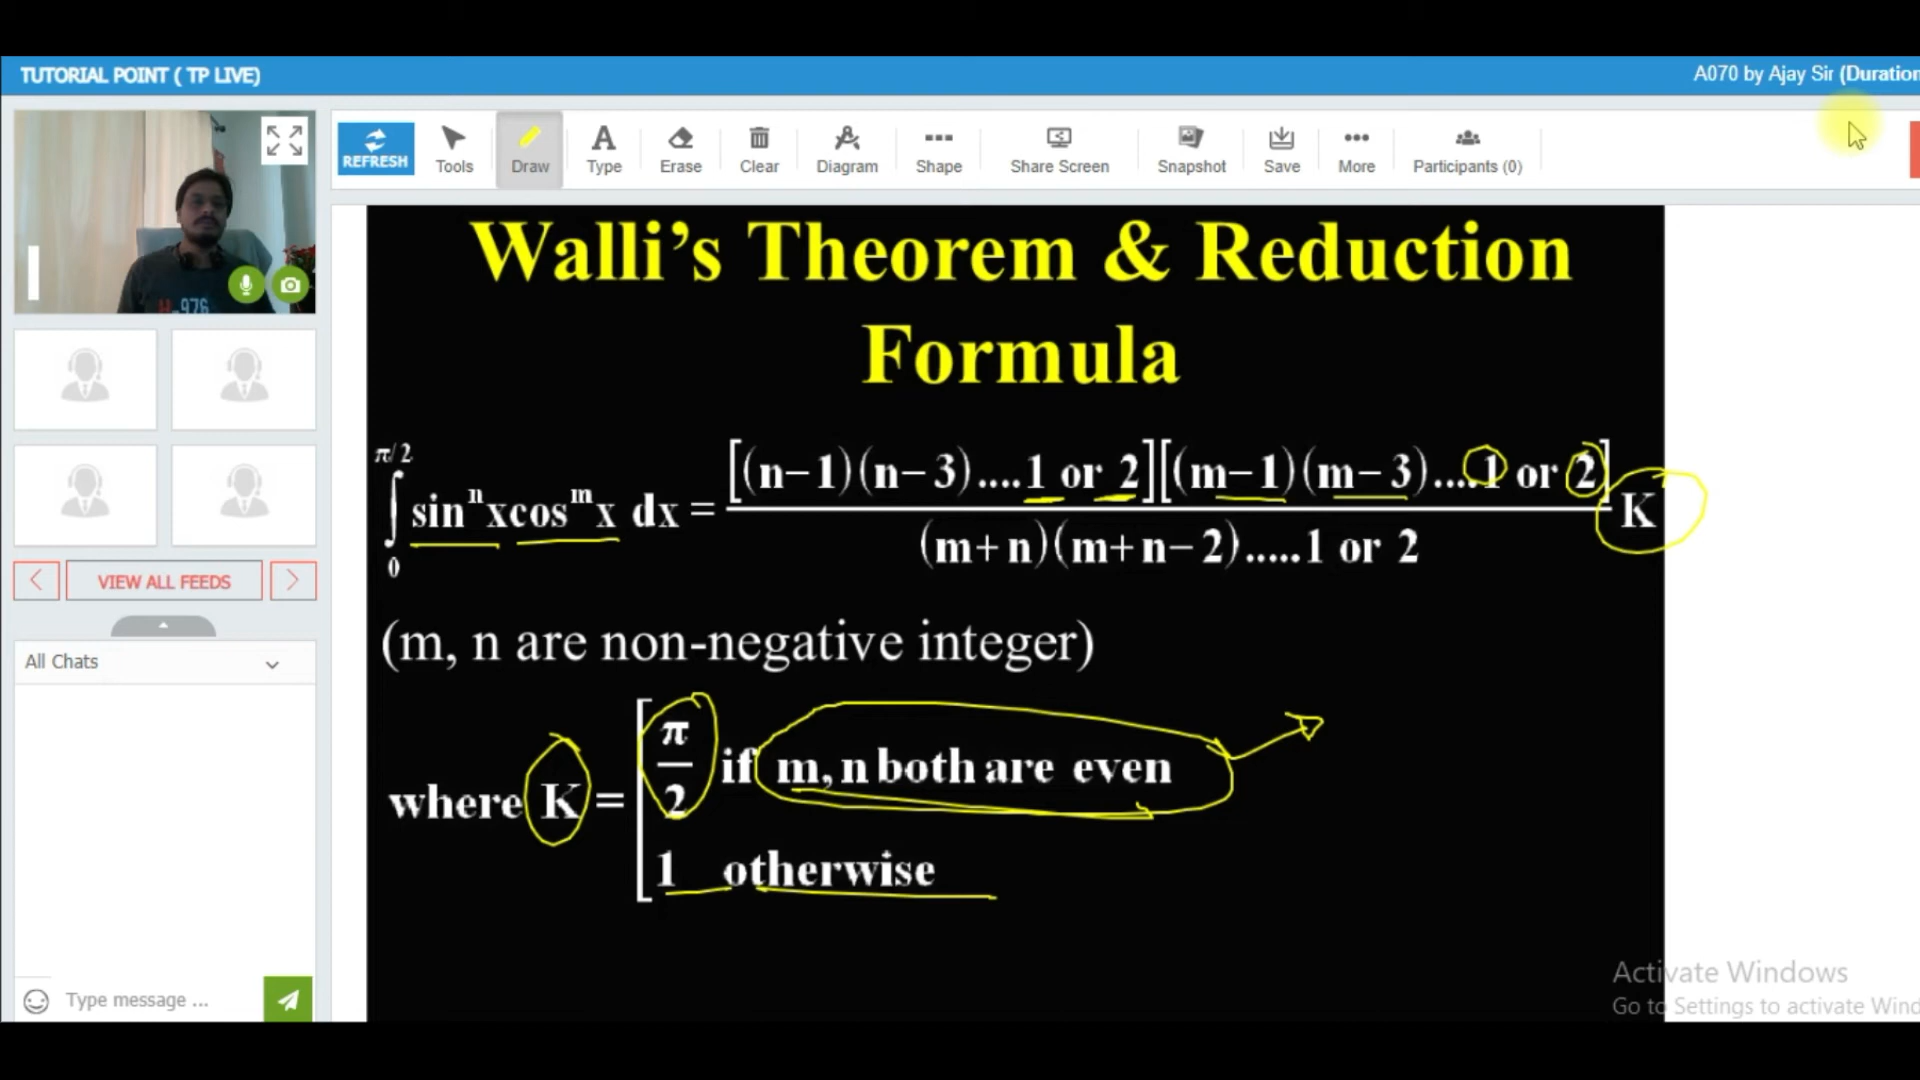 TUTORIAL POINT ( TP LIVE)
A070 by Ajay Sir (Duration
REFRESH
Tools
Draw
Type
Erase
Clear
Diagram
Shape
Share Screen
Snapshot
Save
More
Participants (0)
H-976
Walli's Theorem & Reduction
Formula
∫₀^{π/2} sinⁿxcosᵐx dx = [(n−1)(n−3)....1 or 2][(m−1)(m−3)....1 or 2] / (m+n)(m+n−2).....1 or 2 K
(m, n are non-negative integer)
where K = [ π/2 if m, n both are even
1 otherwise
VIEW ALL FEEDS
All Chats
Type message ...
Activate Windows
Go to Settings to activate Wind